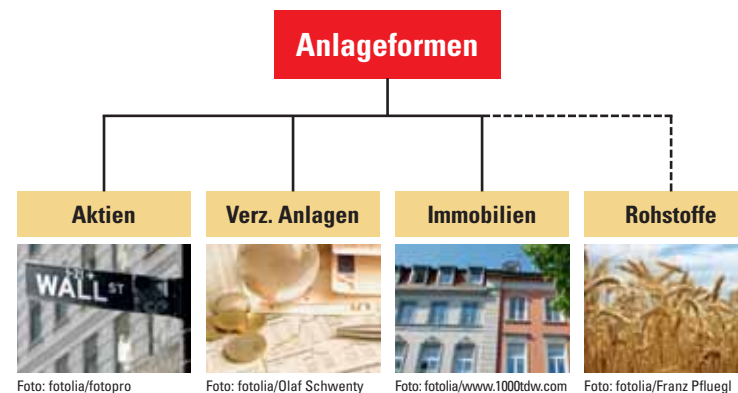 Anlageformen
Aktien
Verz. Anlagen
Immobilien
Rohstoffe
WALL ST
Foto: fotolia/fotopro
Foto: fotolia/Olaf Schwenty
Foto: fotolia/www.1000tdw.com
Foto: fotolia/Franz Pfluegl